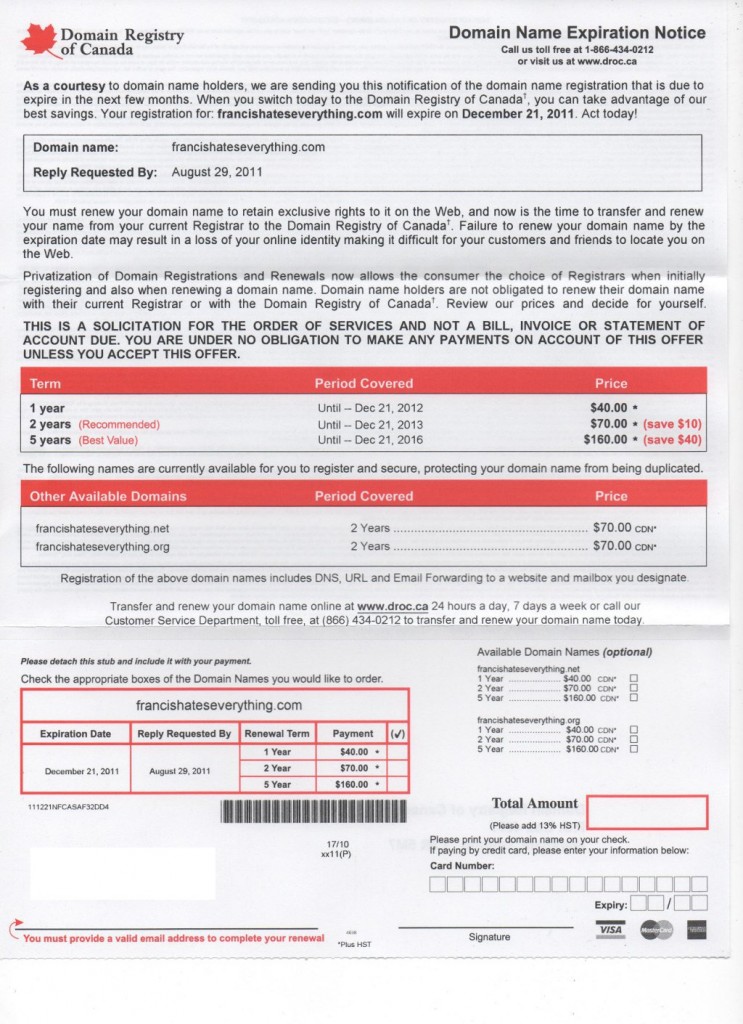 Domain Registry
of Canada
Domain Name Expiration Notice
Call us toll free at 1-866-434-0212
or visit us at www.droc.ca
As a courtesy to domain name holders, we are sending you this notification of the domain name registration that is due to
expire in the next few months. When you switch today to the Domain Registry of Canada†, you can take advantage of our
best savings. Your registration for: francishateseverything.com will expire on December 21, 2011. Act today!
Domain name: francishateseverything.com
Reply Requested By: August 29, 2011
You must renew your domain name to retain exclusive rights to it on the Web, and now is the time to transfer and renew
your name from your current Registrar to the Domain Registry of Canada†. Failure to renew your domain name by the
expiration date may result in a loss of your online identity making it difficult for your customers and friends to locate you on
the Web.
Privatization of Domain Registrations and Renewals now allows the consumer the choice of Registrars when initially
registering and also when renewing a domain name. Domain name holders are not obligated to renew their domain name
with their current Registrar or with the Domain Registry of Canada†. Review our prices and decide for yourself.
THIS IS A SOLICITATION FOR THE ORDER OF SERVICES AND NOT A BILL, INVOICE OR STATEMENT OF
ACCOUNT DUE. YOU ARE UNDER NO OBLIGATION TO MAKE ANY PAYMENTS ON ACCOUNT OF THIS OFFER
UNLESS YOU ACCEPT THIS OFFER.
Term Period Covered Price
1 year Until -- Dec 21, 2012 $40.00 *
2 years (Recommended) Until -- Dec 21, 2013 $70.00 * (save $10)
5 years (Best Value) Until -- Dec 21, 2016 $160.00 * (save $40)
The following names are currently available for you to register and secure, protecting your domain name from being duplicated.
Other Available Domains Period Covered Price
francishateseverything.net 2 Years ........................................................ $70.00 CDN*
francishateseverything.org 2 Years ........................................................ $70.00 CDN*
Registration of the above domain names includes DNS, URL and Email Forwarding to a website and mailbox you designate.
Transfer and renew your domain name online at www.droc.ca 24 hours a day, 7 days a week or call our
Customer Service Department, toll free, at (866) 434-0212 to transfer and renew your domain name today.
Please detach this stub and include it with your payment.
Check the appropriate boxes of the Domain Names you would like to order.
francishateseverything.com
Expiration Date Reply Requested By Renewal Term Payment (✓)
December 21, 2011 August 29, 2011
1 Year $40.00 *
2 Year $70.00 *
5 Year $160.00 *
111221NFCASAF32DD4
17/10
xx11(P)
Available Domain Names (optional)
francishateseverything.net
1 Year .................. $40.00 CDN*
2 Year .................. $70.00 CDN*
5 Year .................. $160.00 CDN*
francishateseverything.org
1 Year .................. $40.00 CDN*
2 Year .................. $70.00 CDN*
5 Year .................. $160.00 CDN*
Total Amount
(Please add 13% HST)
Please print your domain name on your check.
If paying by credit card, please enter your information below:
Card Number:
Expiry: /
You must provide a valid email address to complete your renewal
*Plus HST
Signature
VISA
MasterCard